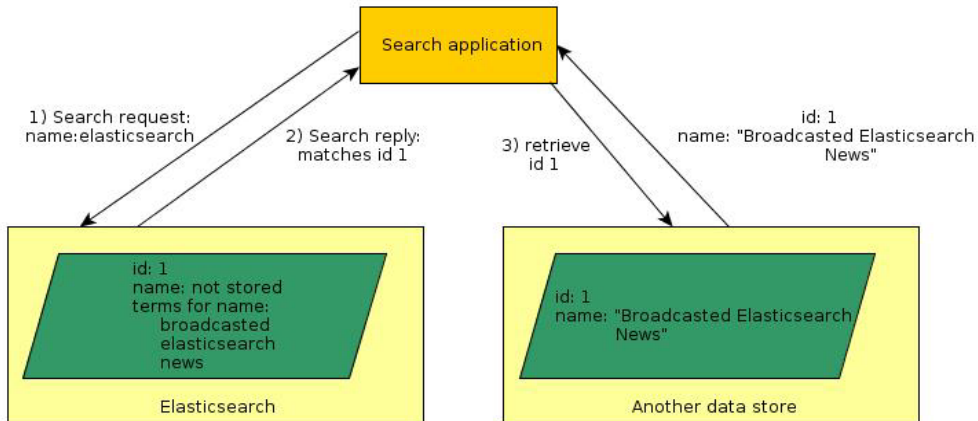 Search application
1) Search request:
name:elasticsearch
2) Search reply:
matches id 1
3) retrieve
id 1
id: 1
name: "Broadcasted Elasticsearch
News"
id: 1
name: not stored
terms for name:
broadcasted
elasticsearch
news
Elasticsearch
id: 1
name: "Broadcasted Elasticsearch
News"
Another data store